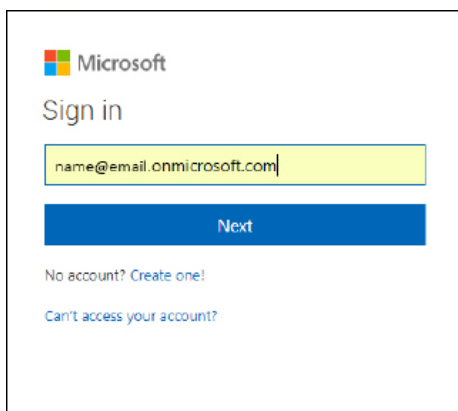 Microsoft
Sign in
name@email.onmicrosoft.com
Next
No account? Create one!
Can't access your account?